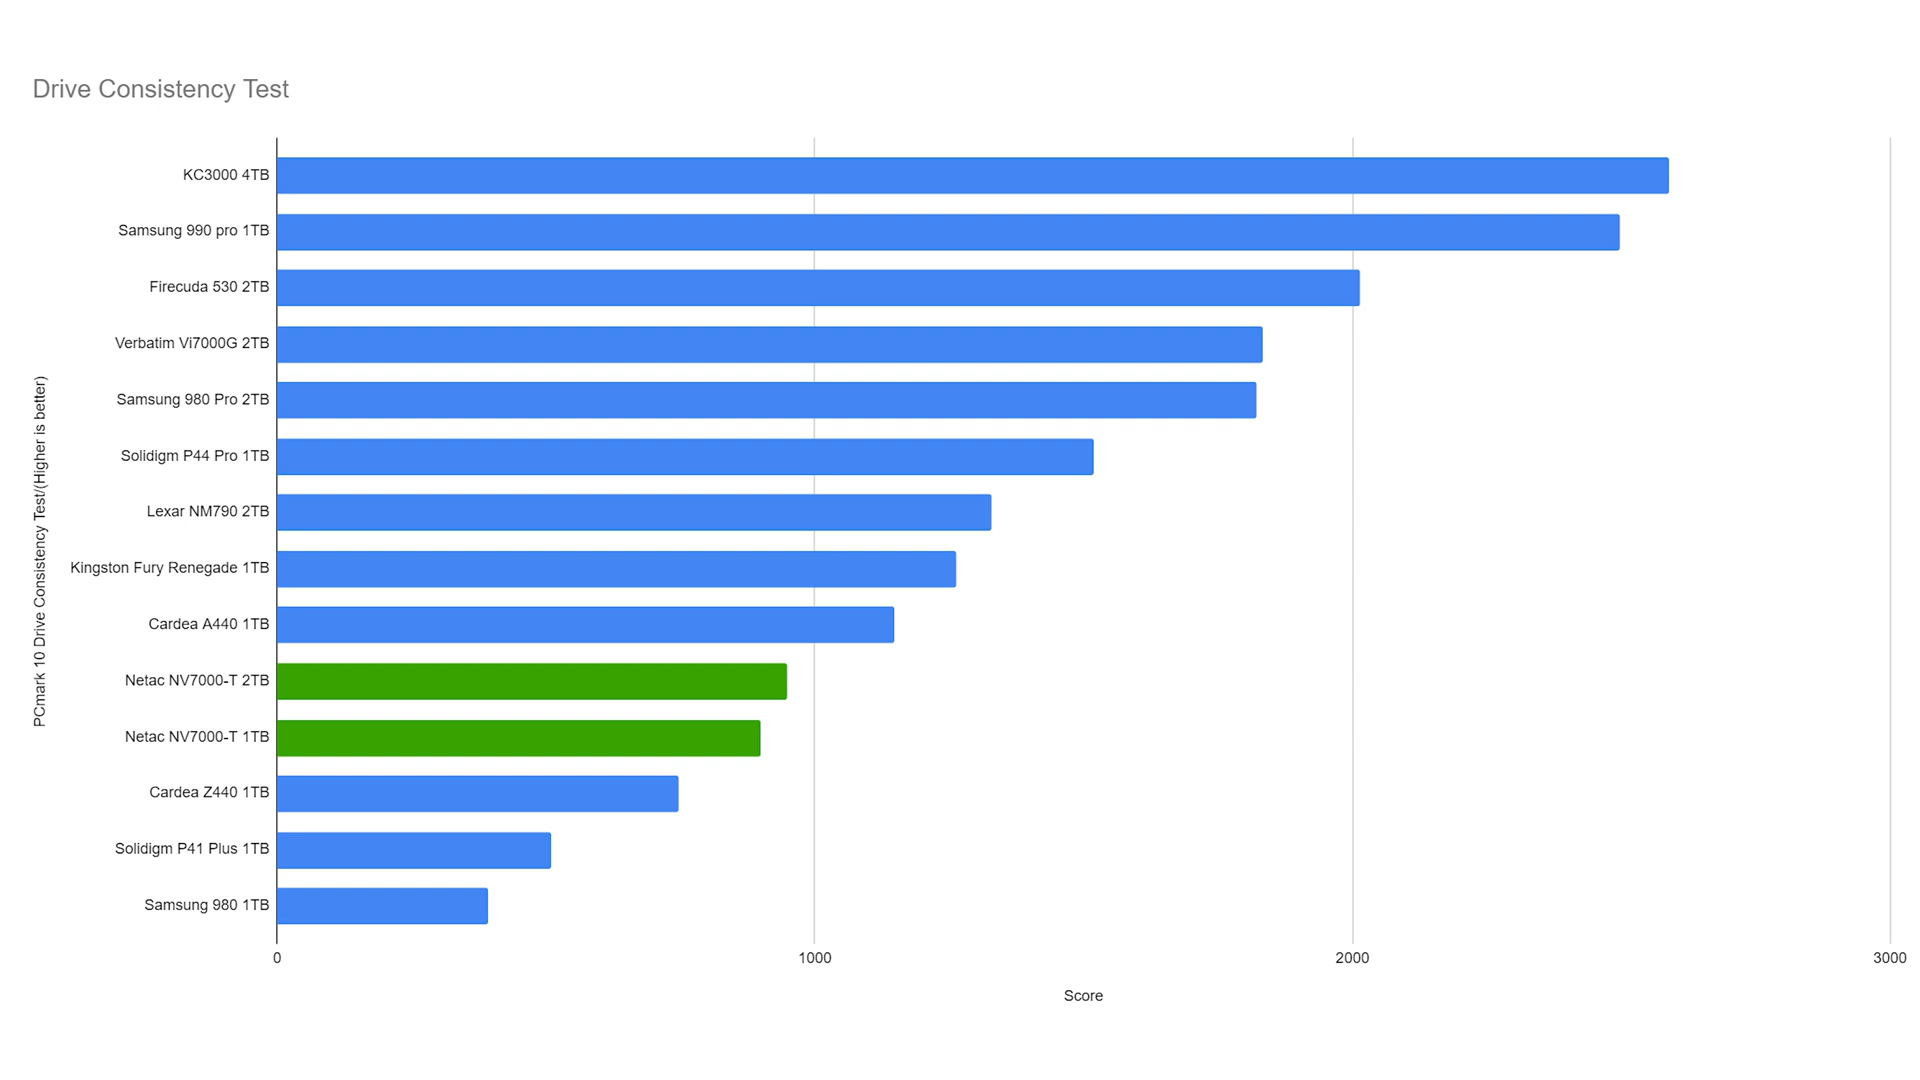 Drive Consistency Test
PCmark 10 Drive Consistency Test/(Higher is better)
KC3000 4TB
Samsung 990 pro 1TB
Firecuda 530 2TB
Verbatim Vi7000G 2TB
Samsung 980 Pro 2TB
Solidigm P44 Pro 1TB
Lexar NM790 2TB
Kingston Fury Renegade 1TB
Cardea A440 1TB
Netac NV7000-T 2TB
Netac NV7000-T 1TB
Cardea Z440 1TB
Solidigm P41 Plus 1TB
Samsung 980 1TB
0 1000 2000 3000
Score